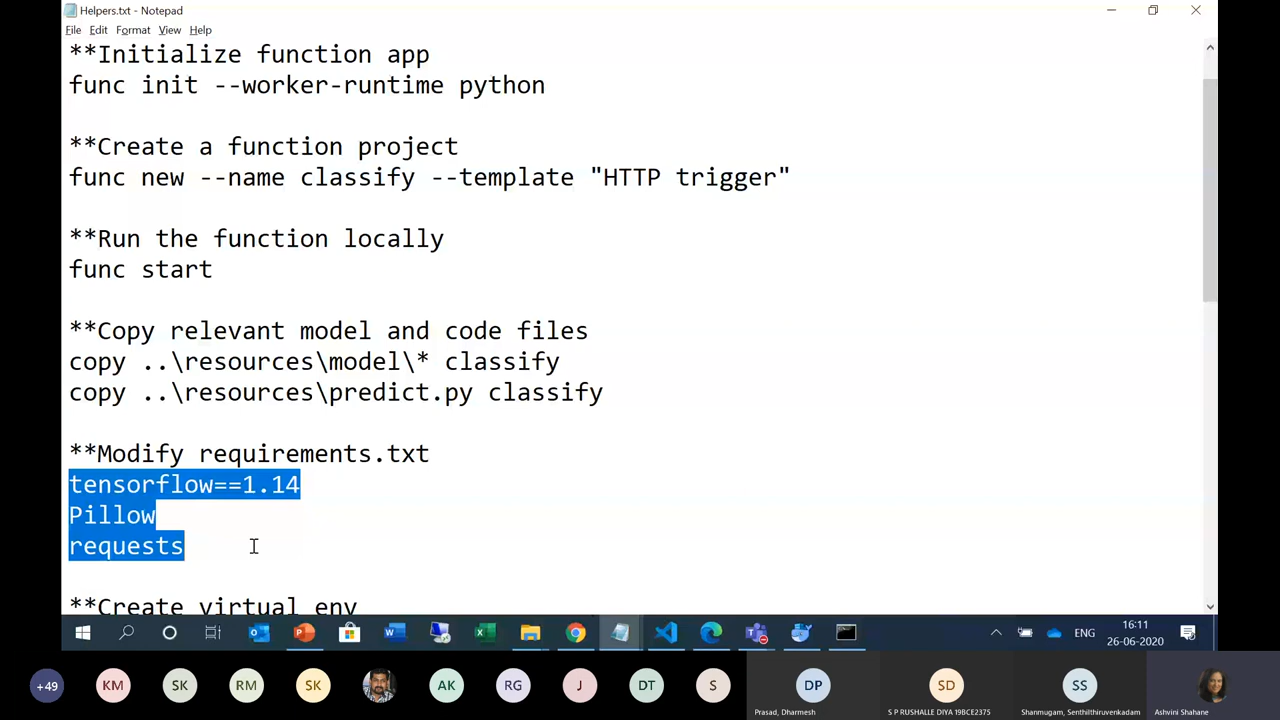 Helpers.txt - Notepad
File Edit Format View Help
**Initialize function app
func init --worker-runtime python
**Create a function project
func new --name classify --template "HTTP trigger"
**Run the function locally
func start
**Copy relevant model and code files
copy ..\resources\model\* classify
copy ..\resources\predict.py classify
**Modify requirements.txt
tensorflow==1.14
Pillow
requests
**Create virtual env
ENG
16:11
26-06-2020
+49 KM SK RM SK AK RG J DT S DP SD SS
Prasad, Dharmesh
S P RUSHALLE DIYA 19BCE2375
Shanmugam, Senthilthiruvenkadam
Ashvini Shahane